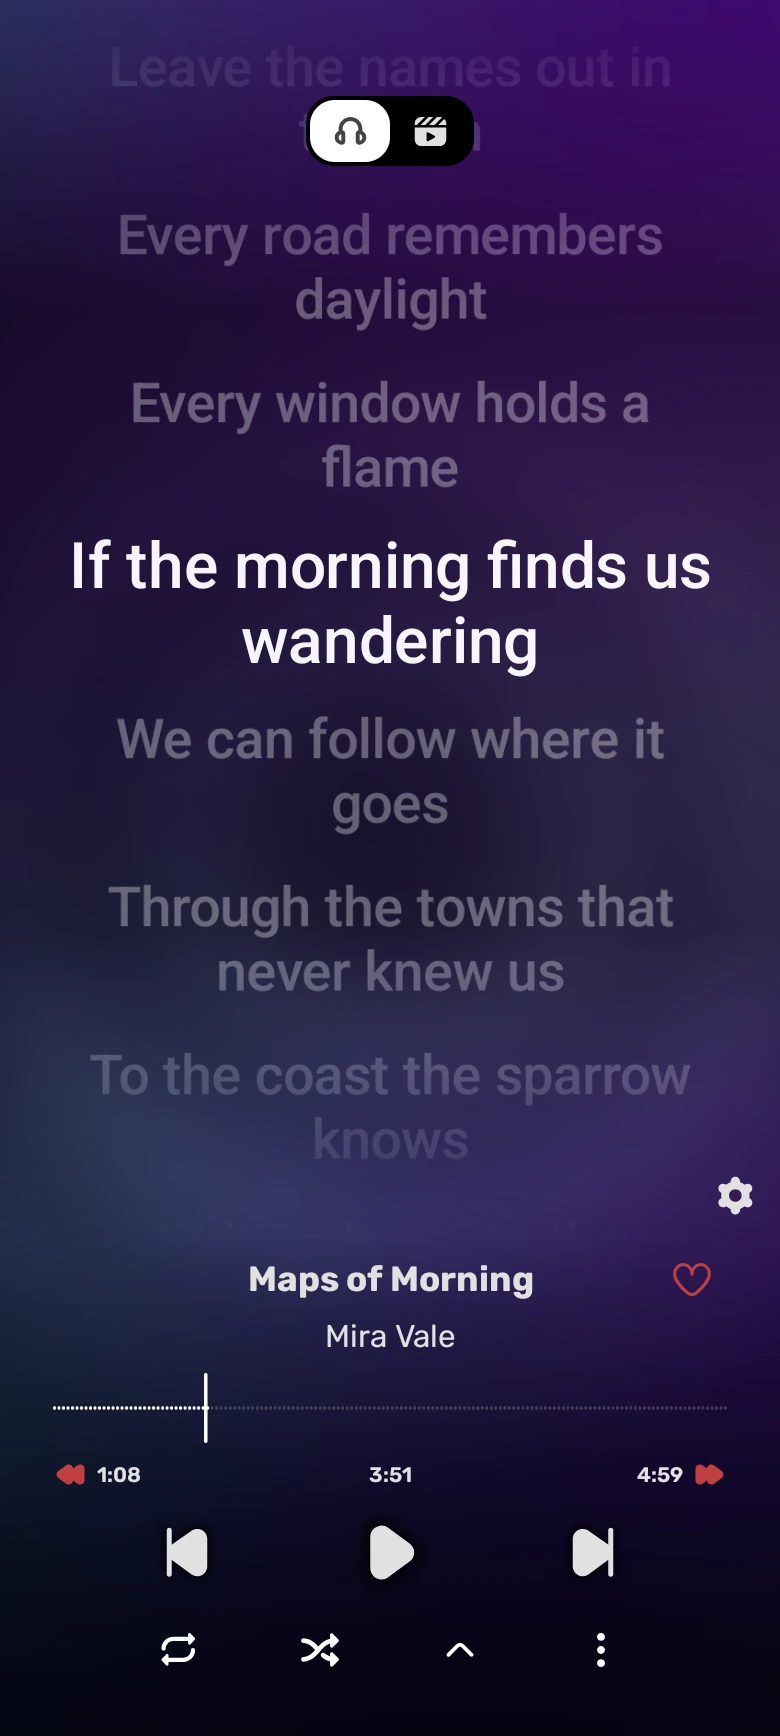 Leave the names out in
Every road remembers
daylight
Every window holds a
flame
If the morning finds us
wandering
We can follow where it
goes
Through the towns that
never knew us
To the coast the sparrow
knows
Maps of Morning
Mira Vale
1:08 3:51 4:59